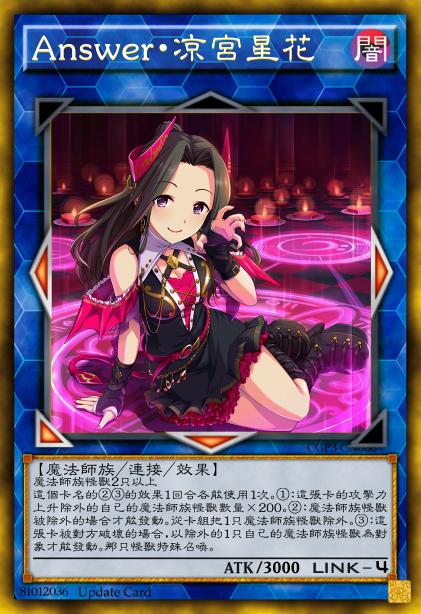 Answer・凉宮星花
闇
【魔法師族/連接/效果】
魔法師族怪獸2只以上
這個卡名的②③的效果1回合各能使用1次。①：這張卡的攻擊力
上升除外的自己的魔法師族怪獸數量×200。②：魔法師族怪獸
被除外的場合才能發動。從卡組把1只魔法師族怪獸除外。③：這
張卡被對方破壞的場合，以除外的1只自己的魔法師族怪獸為對
象才能發動。那只怪獸特殊召喚。
ATK/3000 LINK-4
81012036 Update Card